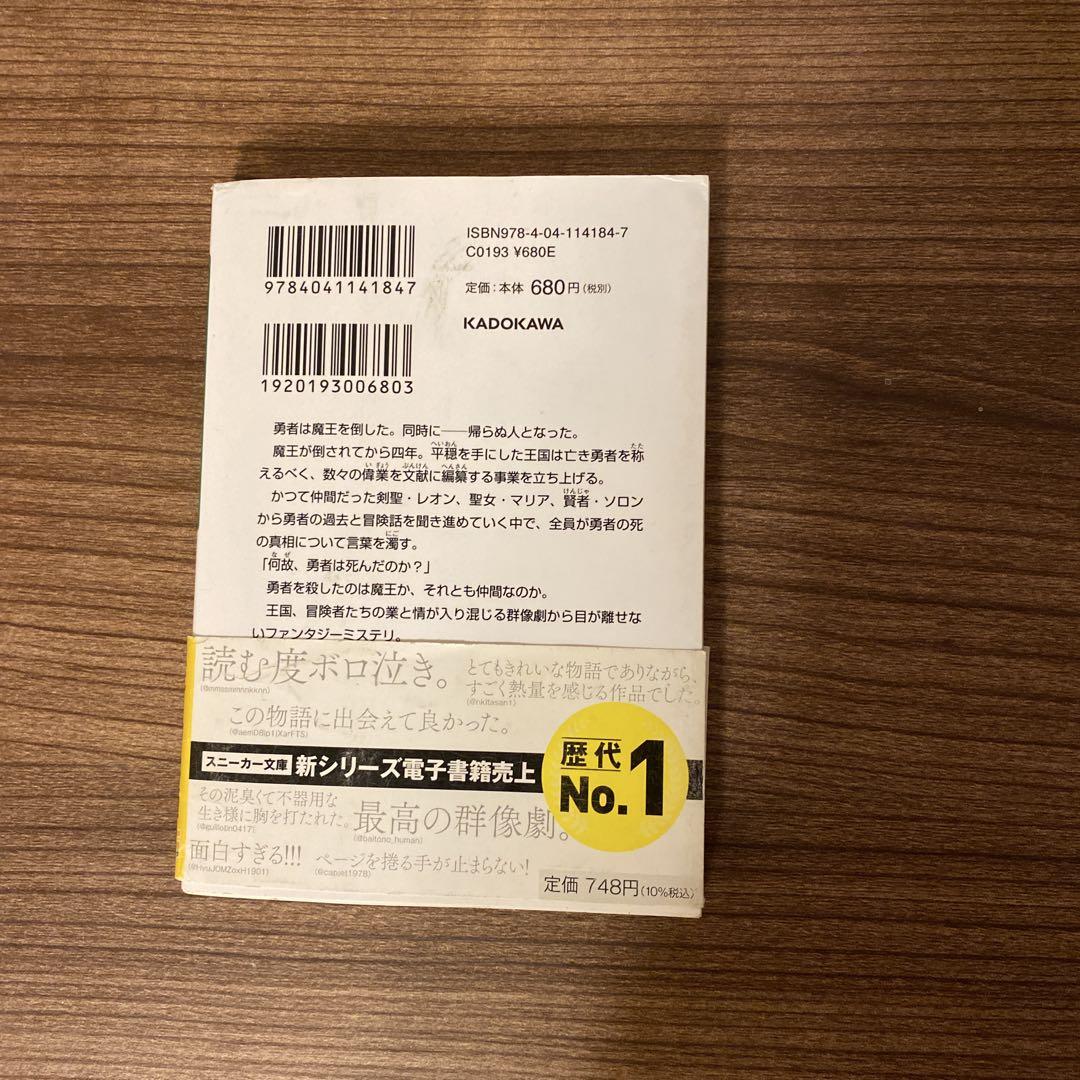 ISBN978-4-04-114184-7
C0193 ¥680E
9784041141847
定価:本体 680円(税別)
KADOKAWA
1920193006803
勇者は魔王を倒した。同時に──帰らぬ人となった。
魔王が倒されてから四年。平穏を手にした王国は亡き勇者を称
えるべく、数々の偉業を文献に編纂する事業を立ち上げる。
かつて仲間だった剣聖・レオン、聖女・マリア、賢者・ソロン
から勇者の過去と冒険話を聞き進めていく中で、全員が勇者の死
の真相について言葉を濁す。
「何故、勇者は死んだのか?」
勇者を殺したのは魔王か、それとも仲間なのか。
王国、冒険者たちの業と情が入り混じる群像劇から目が離せな
いファンタジーミステリ。
読む度ボロ泣き。
とてもきれいな物語でありながら、
すごく熱量を感じる作品でした。
(@nkitasan1)
この物語に出会えて良かった。
スニーカー文庫 新シリーズ電子書籍売上
歴代
No.1
その泥臭くて不器用な
生き様に胸を打たれた。
最高の群像劇。
(@baitono_human)
面白すぎる!!!
(@HyuJOMZoxH1901)
ページを捲る手が止まらない!
(@capjet1978)
定価 748円(10%税込)